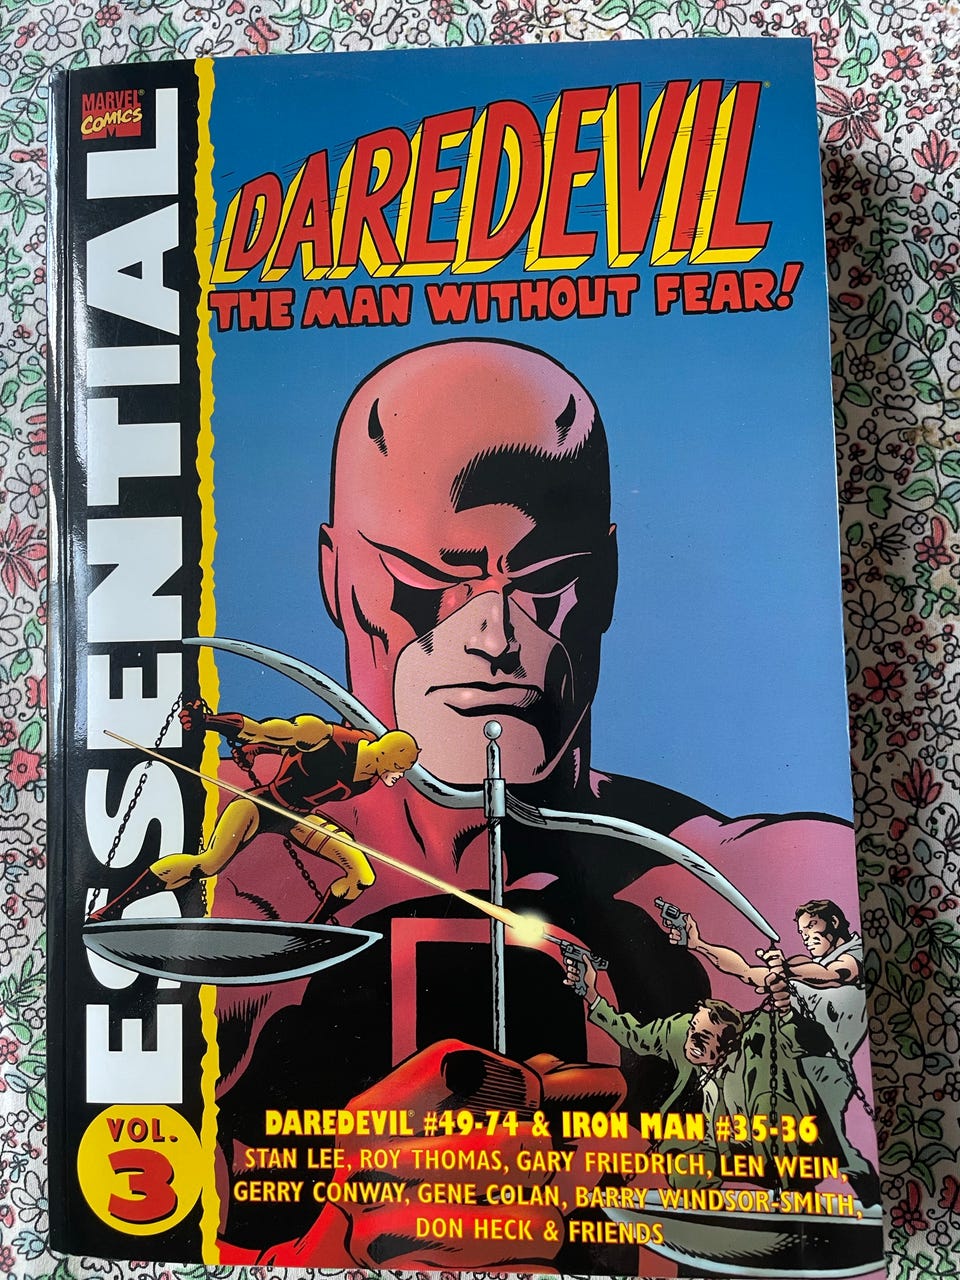 MARVEL®
COMICS
ESSENTIAL
VOL.
3
DAREDEVIL®
THE MAN WITHOUT FEAR!
DAREDEVIL® #49-74 & IRON MAN #35-36
STAN LEE, ROY THOMAS, GARY FRIEDRICH, LEN WEIN,
GERRY CONWAY, GENE COLAN, BARRY WINDSOR-SMITH,
DON HECK & FRIENDS